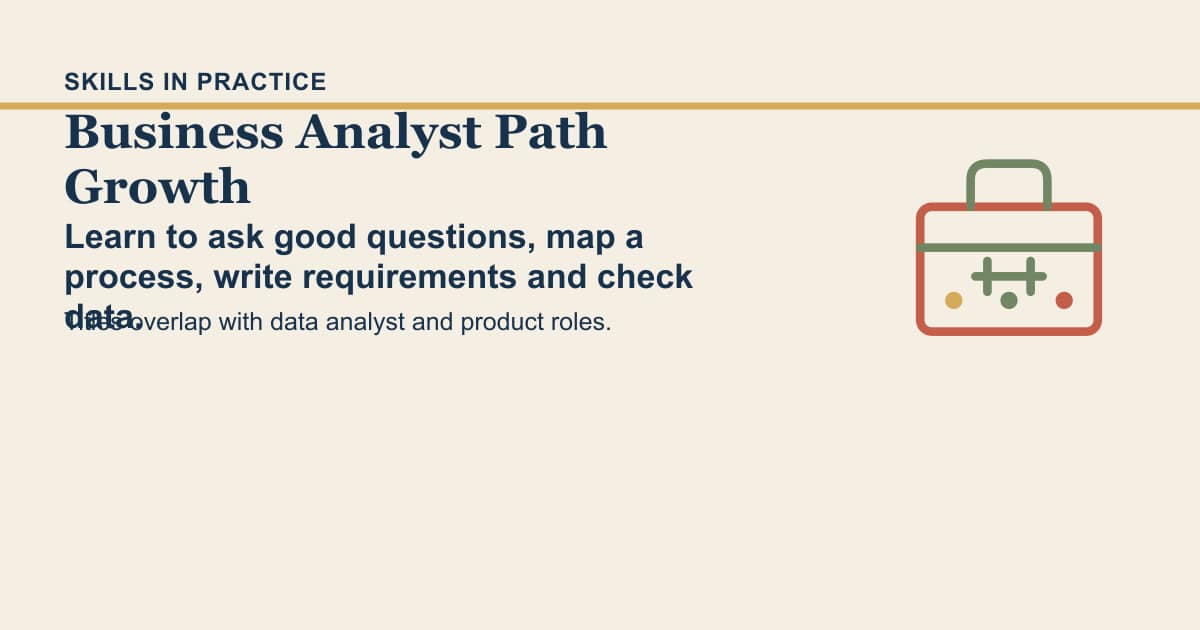 SKILLS IN PRACTICE
Business Analyst Path
Growth
Learn to ask good questions, map a
process, write requirements and check
data.
Titles overlap with data analyst and product roles.